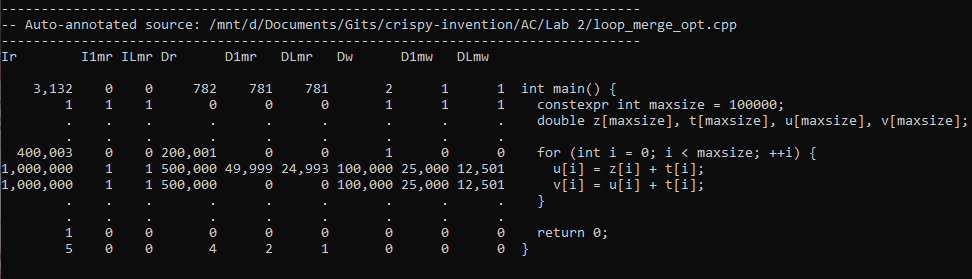 --------------------------------------------------------------------------------
-- Auto-annotated source: /mnt/d/Documents/Gits/crispy-invention/AC/Lab 2/loop_merge_opt.cpp
--------------------------------------------------------------------------------
Ir I1mr ILmr Dr D1mr DLmr Dw D1mw DLmw
3,132 0 0 782 781 781 2 1 1 int main() {
1 1 1 0 0 0 1 1 1 constexpr int maxsize = 100000;
. . . . . . . . . double z[maxsize], t[maxsize], u[maxsize], v[maxsize];
. . . . . . . . .
400,003 0 0 200,001 0 0 1 0 0 for (int i = 0; i < maxsize; ++i) {
1,000,000 1 1 500,000 49,999 24,993 100,000 25,000 12,501 u[i] = z[i] + t[i];
1,000,000 1 1 500,000 0 0 100,000 25,000 12,501 v[i] = u[i] + t[i];
. . . . . . . . . }
. . . . . . . . .
1 0 0 0 0 0 0 0 0 return 0;
5 0 0 4 2 1 0 0 0 }